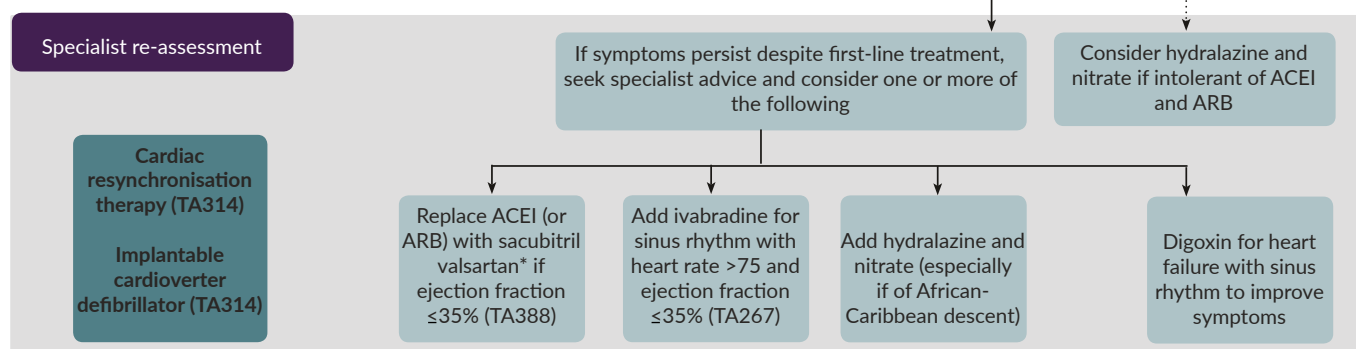 Specialist re-assessment
If symptoms persist despite first-line treatment,
seek specialist advice and consider one or more of
the following
Consider hydralazine and
nitrate if intolerant of ACEI
and ARB
Cardiac
resynchronisation
therapy (TA314)
Implantable
cardioverter
defibrillator (TA314)
Replace ACEI (or
ARB) with sacubitril
valsartan* if
ejection fraction
≤35% (TA388)
Add ivabradine for
sinus rhythm with
heart rate >75 and
ejection fraction
≤35% (TA267)
Add hydralazine and
nitrate (especially
if of African-
Caribbean descent)
Digoxin for heart
failure with sinus
rhythm to improve
symptoms